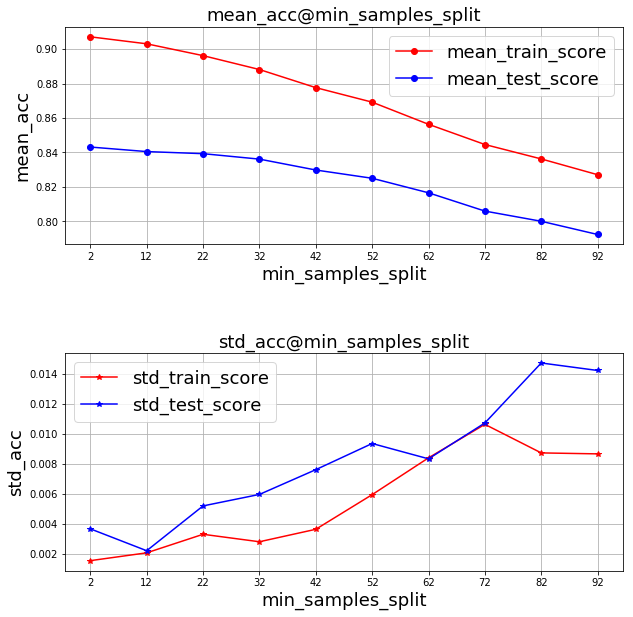 mean_acc@min_samples_split
mean_acc
0.90
0.88
0.86
0.84
0.82
0.80
mean_train_score
mean_test_score
2 12 22 32 42 52 62 72 82 92
min_samples_split
std_acc@min_samples_split
std_acc
0.014
0.012
0.010
0.008
0.006
0.004
0.002
std_train_score
std_test_score
2 12 22 32 42 52 62 72 82 92
min_samples_split